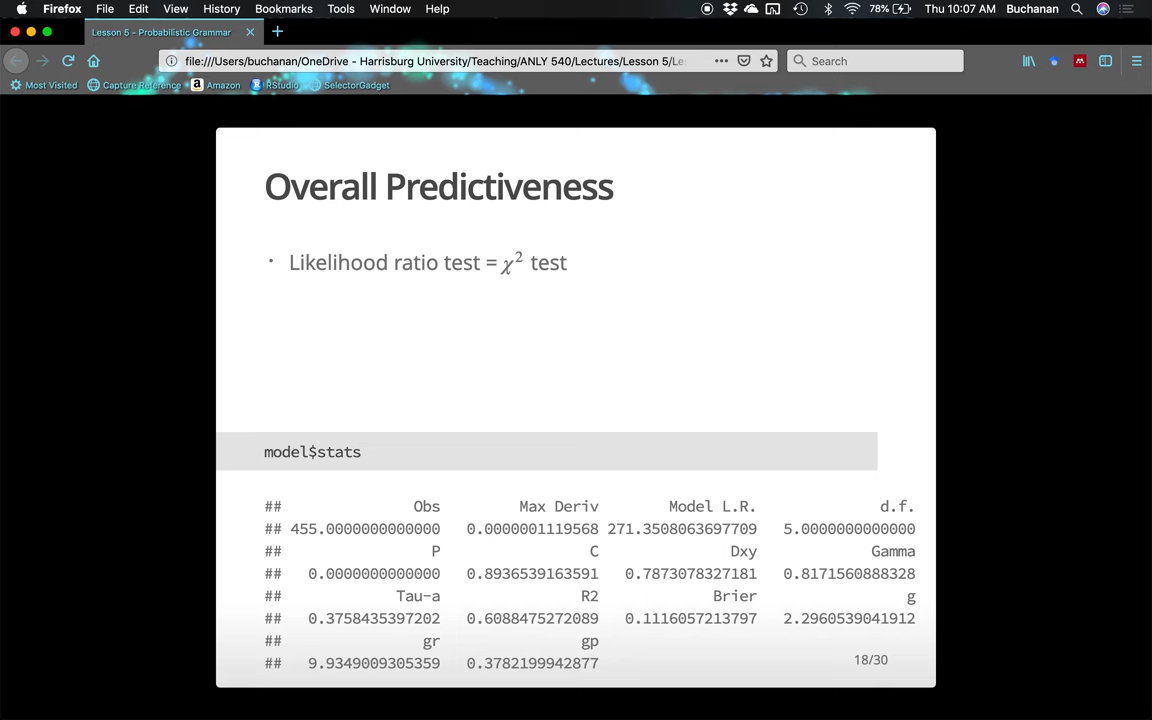 Firefox File Edit View History Bookmarks Tools Window Help 78% Thu 10:07 AM Buchanan
Lesson 5 - Probabilistic Grammar
file:///Users/buchanan/OneDrive - Harrisburg University/Teaching/ANLY 540/Lectures/Lesson 5/Le Search
Most Visited Capture Reference Amazon RStudio SelectorGadget
Overall Predictiveness
• Likelihood ratio test = χ² test
model$stats
## Obs Max Deriv Model L.R. d.f.
## 455.0000000000000 0.0000001119568 271.3508063697709 5.0000000000000
## P C Dxy Gamma
## 0.0000000000000 0.8936539163591 0.7873078327181 0.8171560888328
## Tau-a R2 Brier g
## 0.3758435397202 0.6088475272089 0.1116057213797 2.2960539041912
## gr gp
## 9.9349009305359 0.3782199942877
18/30